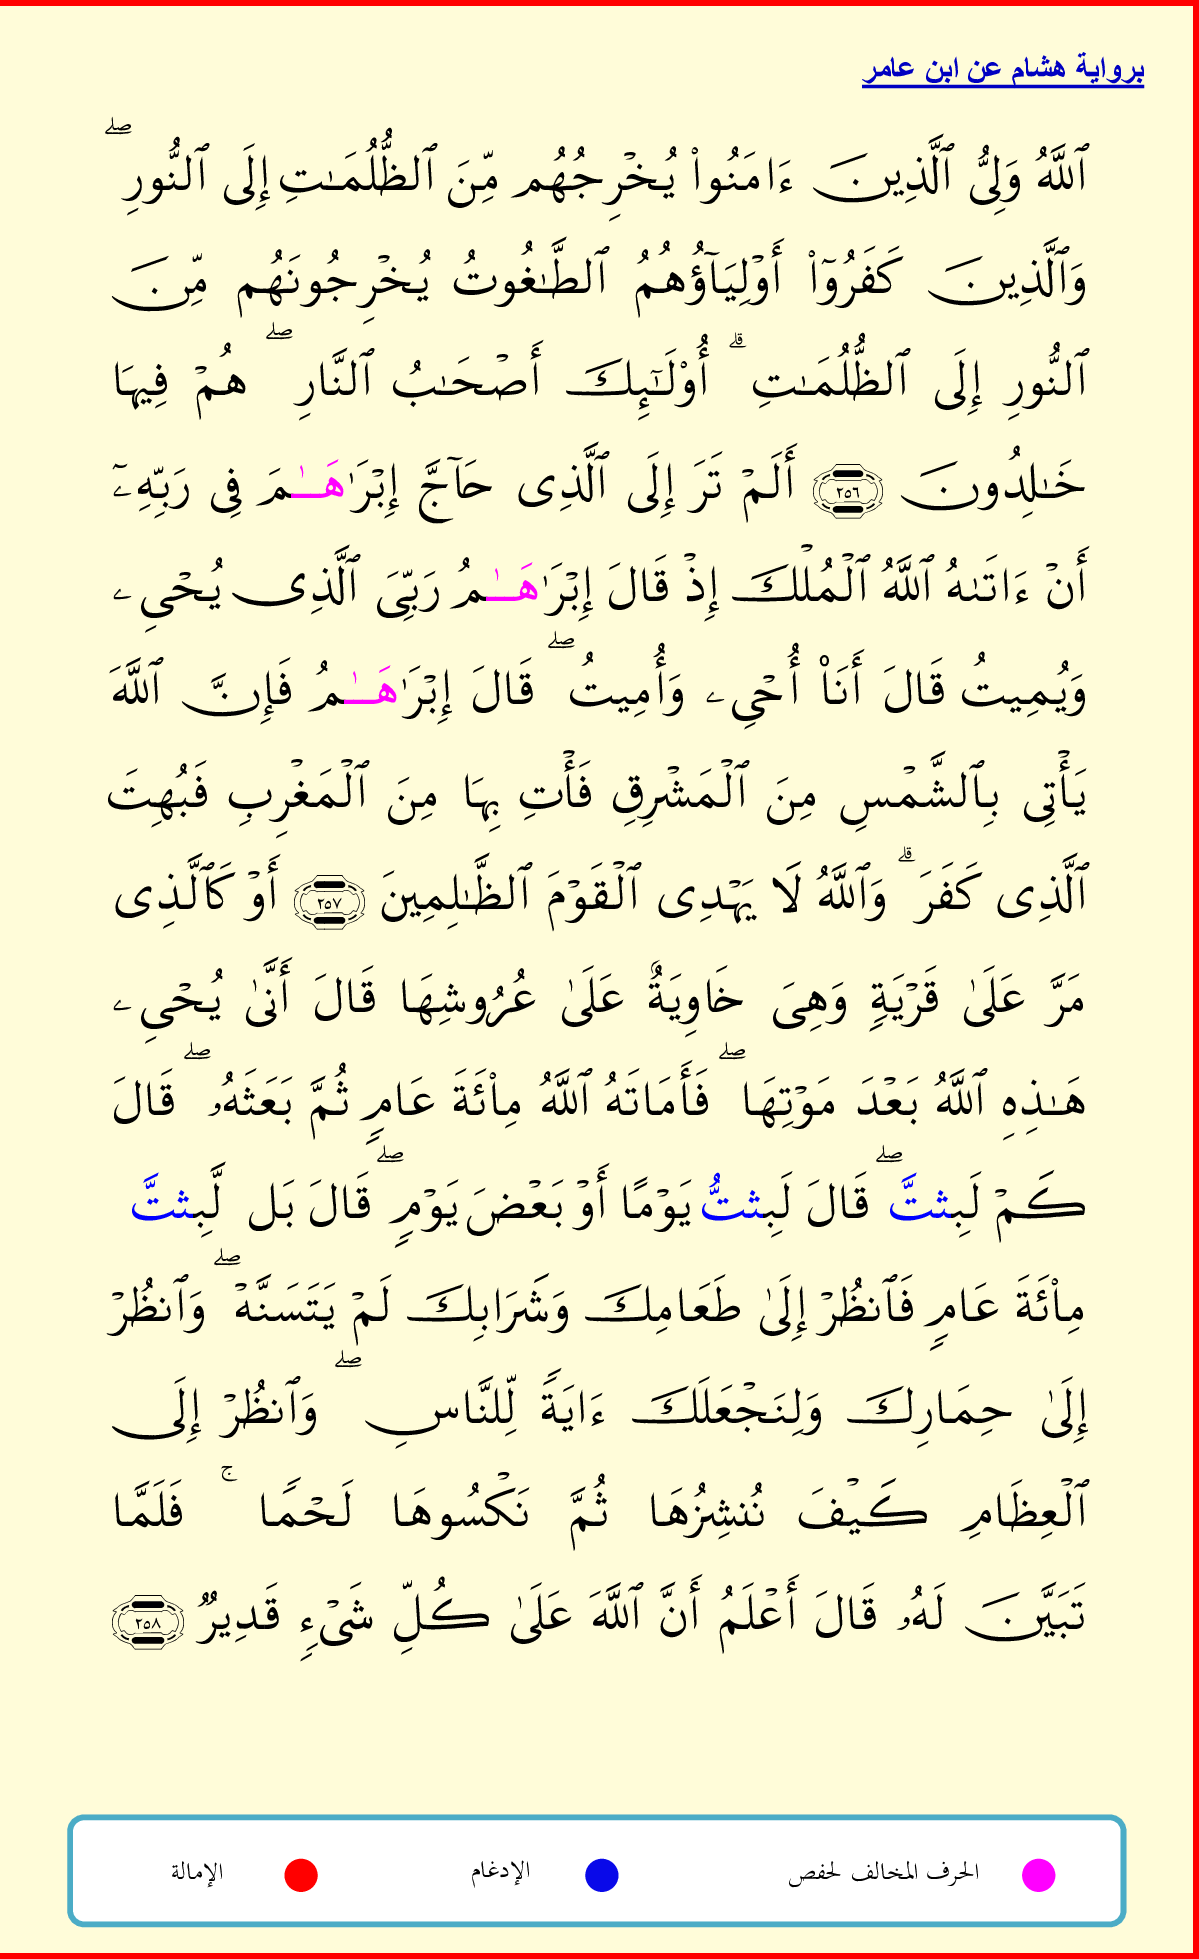 برواية هشام عن ابن عامر
ٱللَّهُ وَلِىُّ ٱلَّذِينَ ءَامَنُوا۟ يُخْرِجُهُم مِّنَ ٱلظُّلُمَـٰتِ إِلَى ٱلنُّورِ ۖ
وَٱلَّذِينَ كَفَرُوٓا۟ أَوْلِيَآؤُهُمُ ٱلطَّـٰغُوتُ يُخْرِجُونَهُم مِّنَ
ٱلنُّورِ إِلَى ٱلظُّلُمَـٰتِ ۗ أُو۟لَـٰٓئِكَ أَصْحَـٰبُ ٱلنَّارِ ۖ هُمْ فِيهَا
خَـٰلِدُونَ ٢٥٦ أَلَمْ تَرَ إِلَى ٱلَّذِى حَآجَّ إِبْرَٰهَـٰمَ فِى رَبِّهِۦٓ
أَنْ ءَاتَىٰهُ ٱللَّهُ ٱلْمُلْكَ إِذْ قَالَ إِبْرَٰهَـٰمُ رَبِّىَ ٱلَّذِى يُحْىِۦ
وَيُمِيتُ قَالَ أَنَا۠ أُحْىِۦ وَأُمِيتُ ۖ قَالَ إِبْرَٰهَـٰمُ فَإِنَّ ٱللَّهَ
يَأْتِى بِٱلشَّمْسِ مِنَ ٱلْمَشْرِقِ فَأْتِ بِهَا مِنَ ٱلْمَغْرِبِ فَبُهِتَ
ٱلَّذِى كَفَرَ ۗ وَٱللَّهُ لَا يَهْدِى ٱلْقَوْمَ ٱلظَّـٰلِمِينَ ٢٥٧ أَوْ كَٱلَّذِى
مَرَّ عَلَىٰ قَرْيَةٍ وَهِىَ خَاوِيَةٌ عَلَىٰ عُرُوشِهَا قَالَ أَنَّىٰ يُحْىِۦ
هَـٰذِهِ ٱللَّهُ بَعْدَ مَوْتِهَا ۖ فَأَمَاتَهُ ٱللَّهُ مِا۟ئَةَ عَامٍ ثُمَّ بَعَثَهُۥ ۖ قَالَ
كَمْ لَبِثتَّ ۖ قَالَ لَبِثتُّ يَوْمًا أَوْ بَعْضَ يَوْمٍ ۖ قَالَ بَل لَّبِثتَّ
مِا۟ئَةَ عَامٍ فَٱنظُرْ إِلَىٰ طَعَامِكَ وَشَرَابِكَ لَمْ يَتَسَنَّهْ ۖ وَٱنظُرْ
إِلَىٰ حِمَارِكَ وَلِنَجْعَلَكَ ءَايَةً لِّلنَّاسِ ۖ وَٱنظُرْ إِلَى
ٱلْعِظَامِ كَيْفَ نُنشِزُهَا ثُمَّ نَكْسُوهَا لَحْمًا ۚ فَلَمَّا
تَبَيَّنَ لَهُۥ قَالَ أَعْلَمُ أَنَّ ٱللَّهَ عَلَىٰ كُلِّ شَىْءٍ قَدِيرٌ ٢٥٨
الحرف المخالف لحفص الإدغام الإمالة